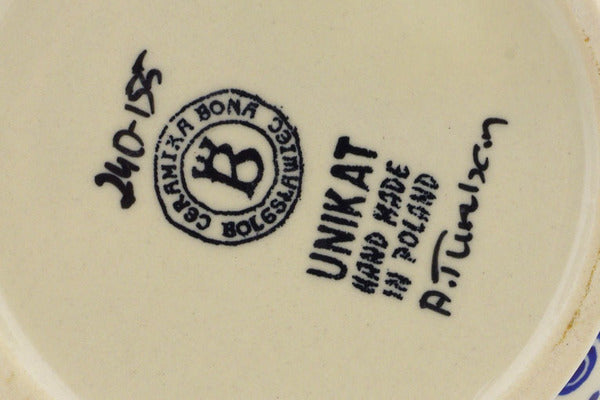 240-155
CERAMIKA BONA BOLESŁAWIEC
B
UNIKAT
HAND MADE
IN POLAND